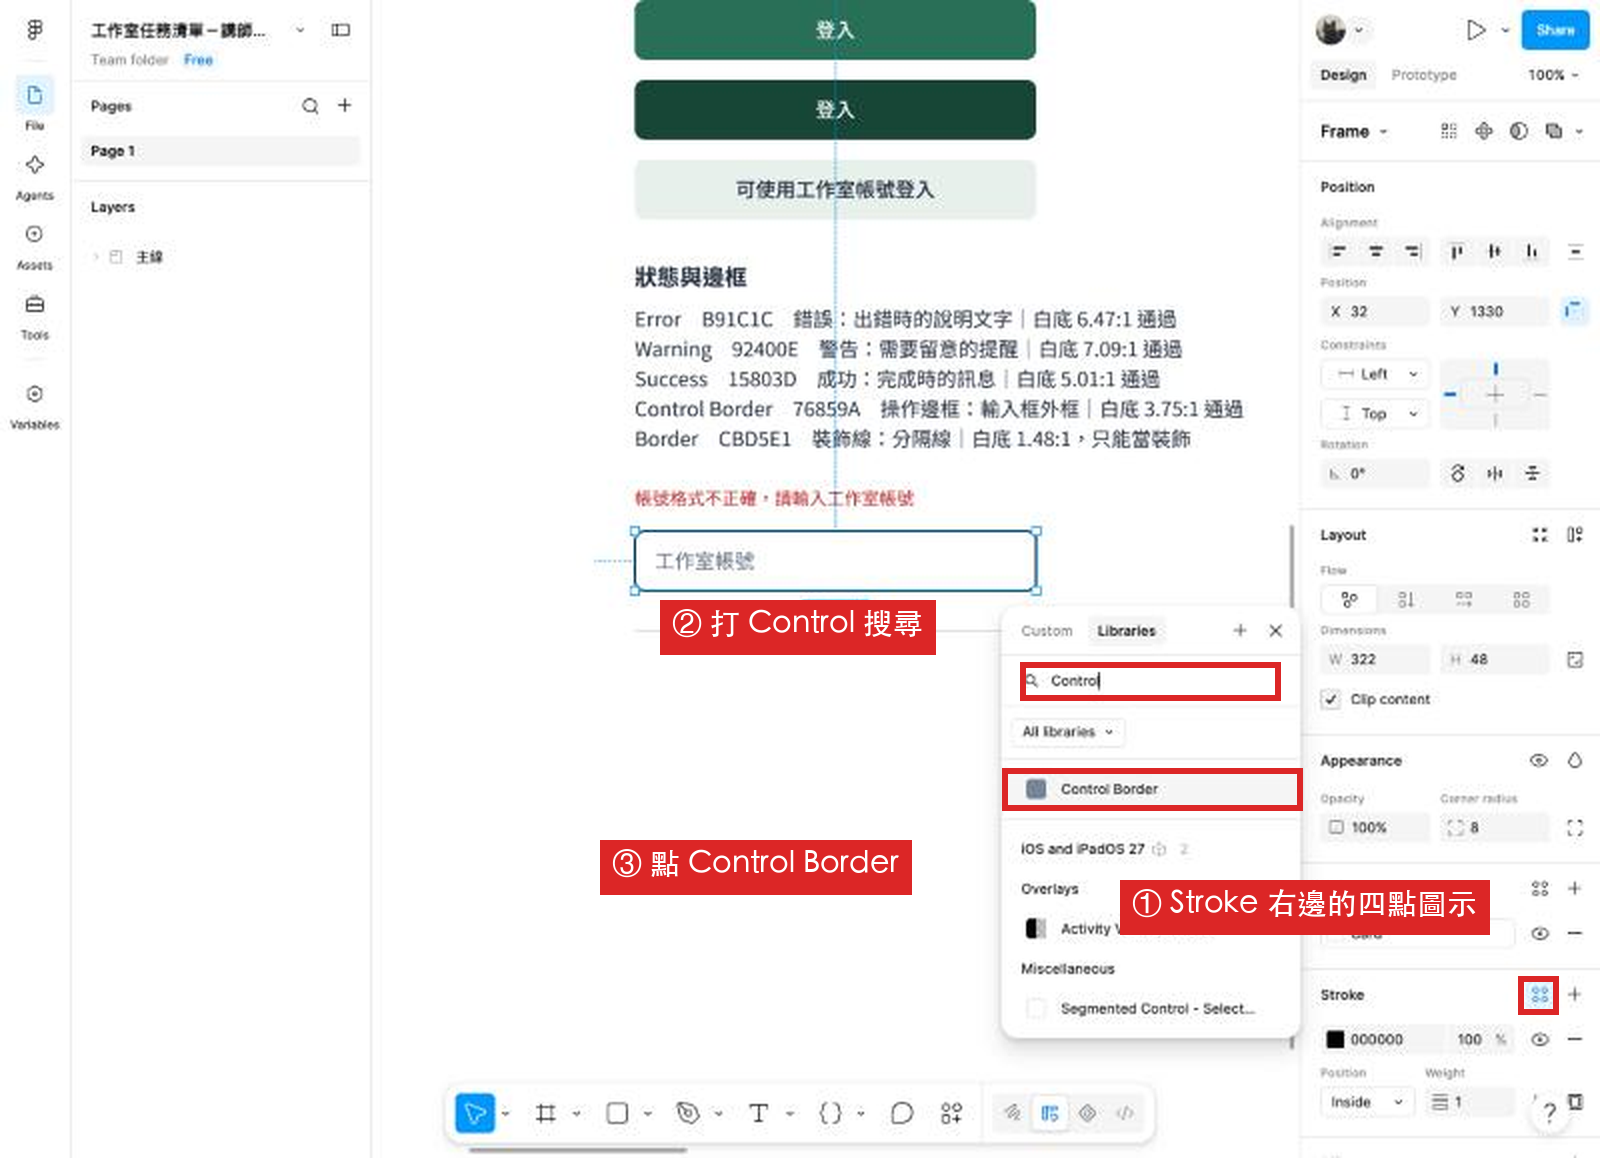 工作室任務清單 – 講師...
Team folder Free
File
Agents
Assets
Tools
Variables
Pages
Page 1
Layers
主線
登入
登入
可使用工作室帳號登入
狀態與邊框
Error B91C1C 錯誤：出錯時的說明文字｜白底 6.47:1 通過
Warning 92400E 警告：需要留意的提醒｜白底 7.09:1 通過
Success 15803D 成功：完成時的訊息｜白底 5.01:1 通過
Control Border 76859A 操作邊框：輸入框外框｜白底 3.75:1 通過
Border CBD5E1 裝飾線：分隔線｜白底 1.48:1，只能當裝飾
帳號格式不正確，請輸入工作室帳號
工作室帳號
② 打 Control 搜尋
③ 點 Control Border
① Stroke 右邊的四點圖示
Custom Libraries
Control
All libraries
Control Border
iOS and iPadOS 27 2
Overlays
Activity
Miscellaneous
Segmented Control - Select...
Share
Design Prototype 100%
Frame
Position
Alignment
Position
X 32 Y 1330
Constraints
Left
Top
Rotation
0°
Layout
Flow
Dimensions
W 322 H 48
Clip content
Appearance
Opacity Corner radius
100% 8
Stroke
000000 100 %
Position Weight
Inside 1
?